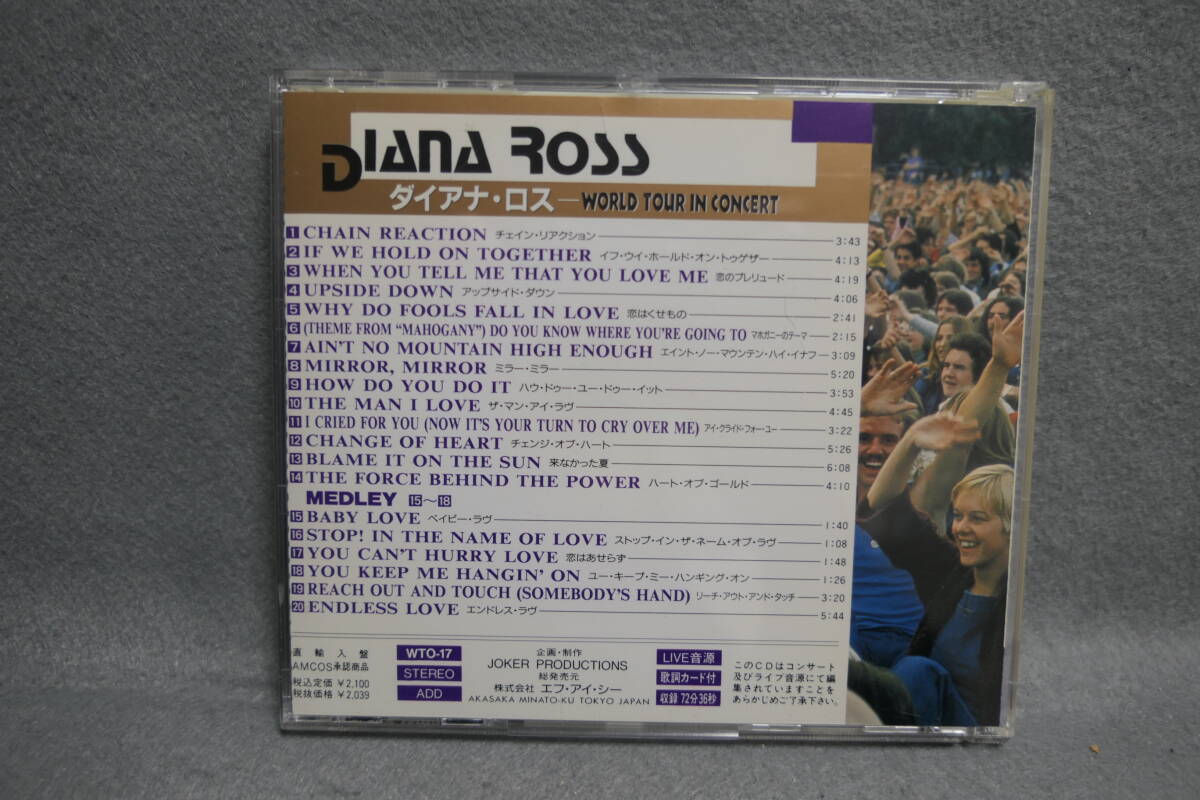 DIANA ROSS
ダイアナ・ロス—WORLD TOUR IN CONCERT
1 CHAIN REACTION チェイン・リアクション 3:43
2 IF WE HOLD ON TOGETHER イフ・ウイ・ホールド・オン・トゥゲザー 4:13
3 WHEN YOU TELL ME THAT YOU LOVE ME 恋のプレリュード 4:19
4 UPSIDE DOWN アップサイド・ダウン 4:06
5 WHY DO FOOLS FALL IN LOVE 恋はくせもの 2:41
6 (THEME FROM “MAHOGANY”) DO YOU KNOW WHERE YOU'RE GOING TO マホガニーのテーマ 2:15
7 AIN'T NO MOUNTAIN HIGH ENOUGH エイント・ノー・マウンテン・ハイ・イナフ 3:09
8 MIRROR, MIRROR ミラー・ミラー 5:20
9 HOW DO YOU DO IT ハウ・ドゥー・ユー・ドゥー・イット 3:53
10 THE MAN I LOVE ザ・マン・アイ・ラヴ 4:45
11 I CRIED FOR YOU (NOW IT'S YOUR TURN TO CRY OVER ME) アイ・クライド・フォー・ユー 3:22
12 CHANGE OF HEART チェンジ・オブ・ハート 5:26
13 BLAME IT ON THE SUN 来なかった夏 6:08
14 THE FORCE BEHIND THE POWER ハート・オブ・ゴールド 4:10
MEDLEY 15〜18
15 BABY LOVE ベイビー・ラヴ 1:40
16 STOP! IN THE NAME OF LOVE ストップ・イン・ザ・ネーム・オブ・ラヴ 1:08
17 YOU CAN'T HURRY LOVE 恋はあせらず 1:48
18 YOU KEEP ME HANGIN' ON ユー・キープ・ミー・ハンギング・オン 1:26
19 REACH OUT AND TOUCH (SOMEBODY'S HAND) リーチ・アウト・アンド・タッチ 3:20
20 ENDLESS LOVE エンドレス・ラヴ 5:44
直輸入盤
AMCOS承認商品
税込定価 ¥2,100
税抜価格 ¥2,039
WTO-17
STEREO
ADD
企画・制作
JOKER PRODUCTIONS
総発売元
株式会社 エフ・アイ・シー
AKASAKA MINATO-KU TOKYO JAPAN
LIVE音源
歌詞カード付
収録 72分36秒
このCDはコンサート
及びライブ音源にて編
集されていますことを
あらかじめご了承下さい。